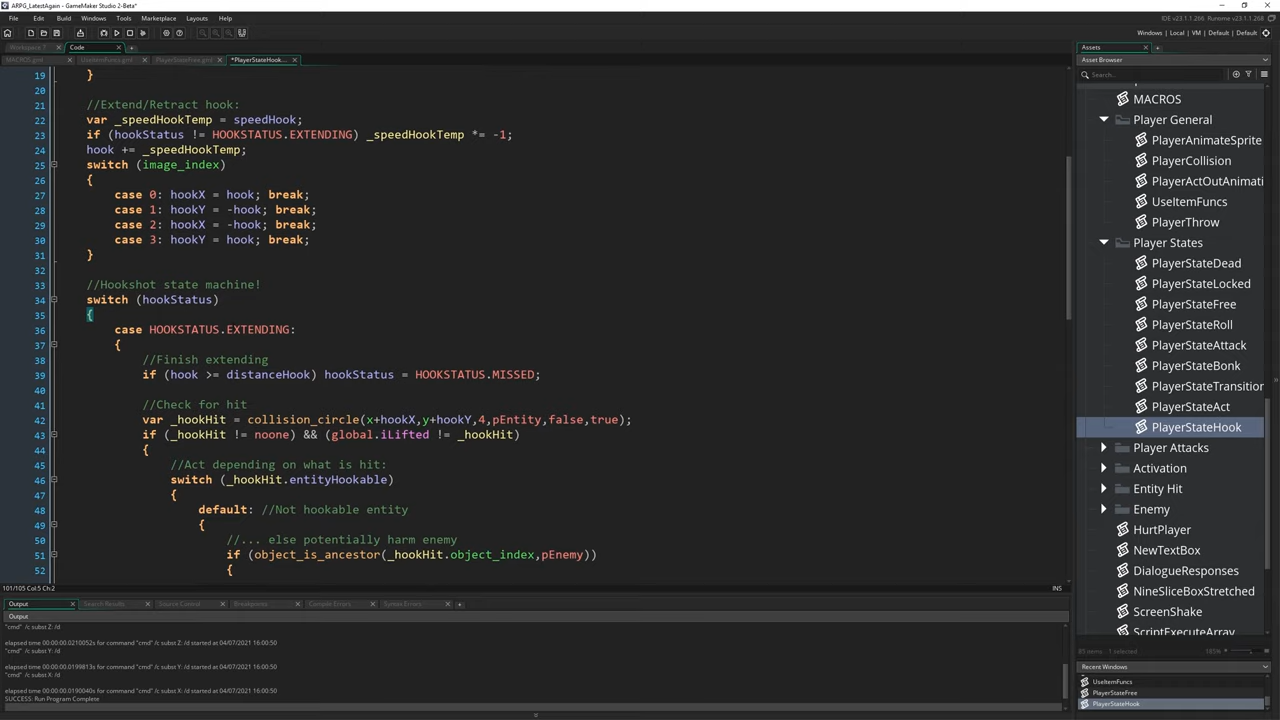 ARPG_LatestAgain - GameMaker Studio 2-Beta*
File Edit Build Windows Tools Marketplace Layouts Help
IDE v23.1.1.266 Runtime v23.1.1.268
Windows | Local | VM | Default | Default
Workspace 1 Code
MACROS.gml UseItemFuncs.gml PlayerStateFree.gml *PlayerStateHook...
19 }
20
21 //Extend/Retract hook:
22 var _speedHookTemp = speedHook;
23 if (hookStatus != HOOKSTATUS.EXTENDING) _speedHookTemp *= -1;
24 hook += _speedHookTemp;
25 switch (image_index)
26 {
27 case 0: hookX = hook; break;
28 case 1: hookY = -hook; break;
29 case 2: hookX = -hook; break;
30 case 3: hookY = hook; break;
31 }
32
33 //Hookshot state machine!
34 switch (hookStatus)
35 {
36 case HOOKSTATUS.EXTENDING:
37 {
38 //Finish extending
39 if (hook >= distanceHook) hookStatus = HOOKSTATUS.MISSED;
40
41 //Check for hit
42 var _hookHit = collision_circle(x+hookX,y+hookY,4,pEntity,false,true);
43 if (_hookHit != noone) && (global.iLifted != _hookHit)
44 {
45 //Act depending on what is hit:
46 switch (_hookHit.entityHookable)
47 {
48 default: //Not hookable entity
49 {
50 //... else potentially harm enemy
51 if (object_is_ancestor(_hookHit.object_index,pEnemy))
52 {
101/105 Col:5 Ch:2
INS
Output Search Results Source Control Breakpoints Compile Errors Syntax Errors
Output
"cmd" /c subst Z: /d
elapsed time 00:00:00.0210052s for command "cmd" /c subst Z: /d started at 04/07/2021 16:00:50
"cmd" /c subst Y: /d
elapsed time 00:00:00.0199813s for command "cmd" /c subst Y: /d started at 04/07/2021 16:00:50
"cmd" /c subst X: /d
elapsed time 00:00:00.0190040s for command "cmd" /c subst X: /d started at 04/07/2021 16:00:50
SUCCESS: Run Program Complete
Assets
Asset Browser
Search...
MACROS
Player General
PlayerAnimateSprite
PlayerCollision
PlayerActOutAnimati
UseItemFuncs
PlayerThrow
Player States
PlayerStateDead
PlayerStateLocked
PlayerStateFree
PlayerStateRoll
PlayerStateAttack
PlayerStateBonk
PlayerStateTransition
PlayerStateAct
PlayerStateHook
Player Attacks
Activation
Entity Hit
Enemy
HurtPlayer
NewTextBox
DialogueResponses
NineSliceBoxStretched
ScreenShake
ScriptExecuteArray
85 items 1 selected
185%
Recent Windows
UseItemFuncs
PlayerStateFree
PlayerStateHook